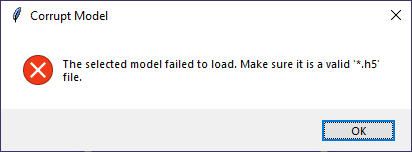 Corrupt Model
The selected model failed to load. Make sure it is a valid '*.h5'
file.
OK